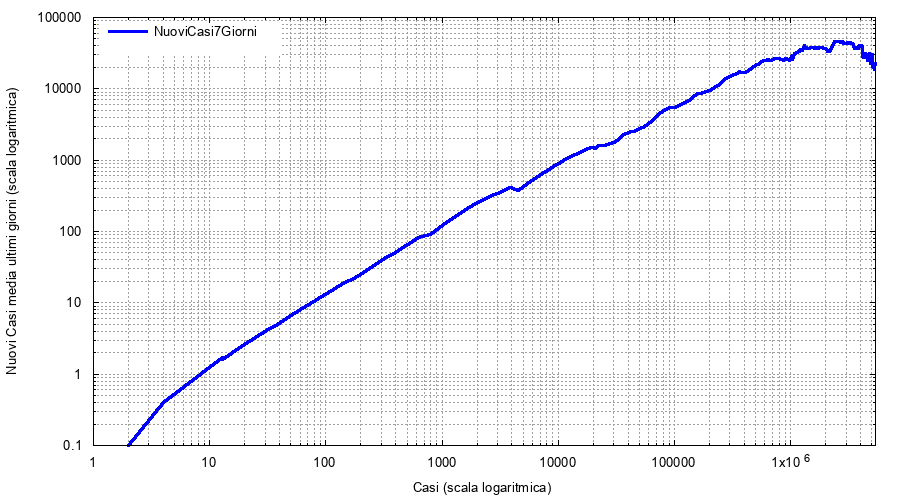 100000
NuoviCasi7Giorni
10000
1000
100
10
1
0.1
Nuovi Casi media ultimi giorni (scala logaritmica)
1 10 100 1000 10000 100000 1x10 6
Casi (scala logaritmica)